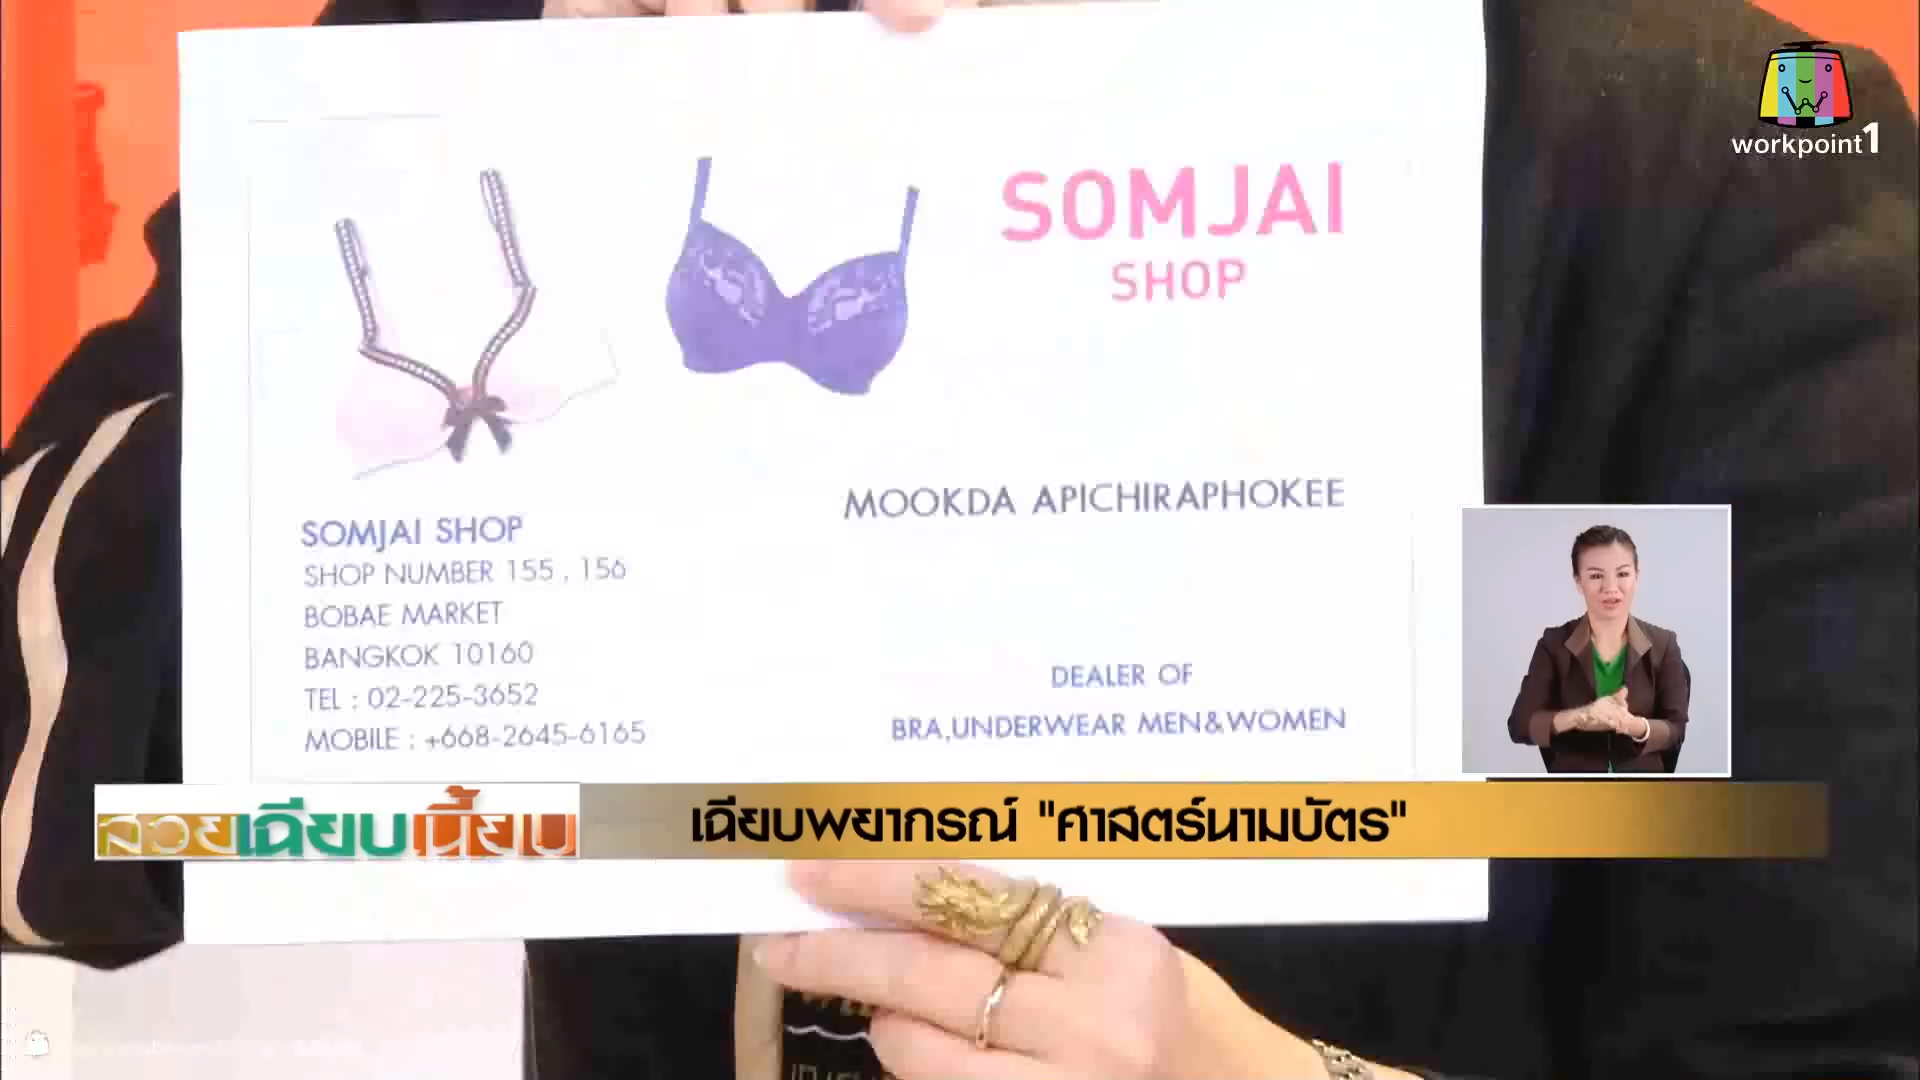 workpoint1
SOMJAI
SHOP
MOOKDA APICHIRAPHOKEE
SOMJAI SHOP
SHOP NUMBER 155 , 156
BOBAE MARKET
BANGKOK 10160
TEL : 02-225-3652
MOBILE : +668-2645-6165
DEALER OF
BRA,UNDERWEAR MEN&WOMEN
สวยเฉียบเนี้ยบ
เฉียบพยากรณ์ "ศาสตร์นามบัตร"